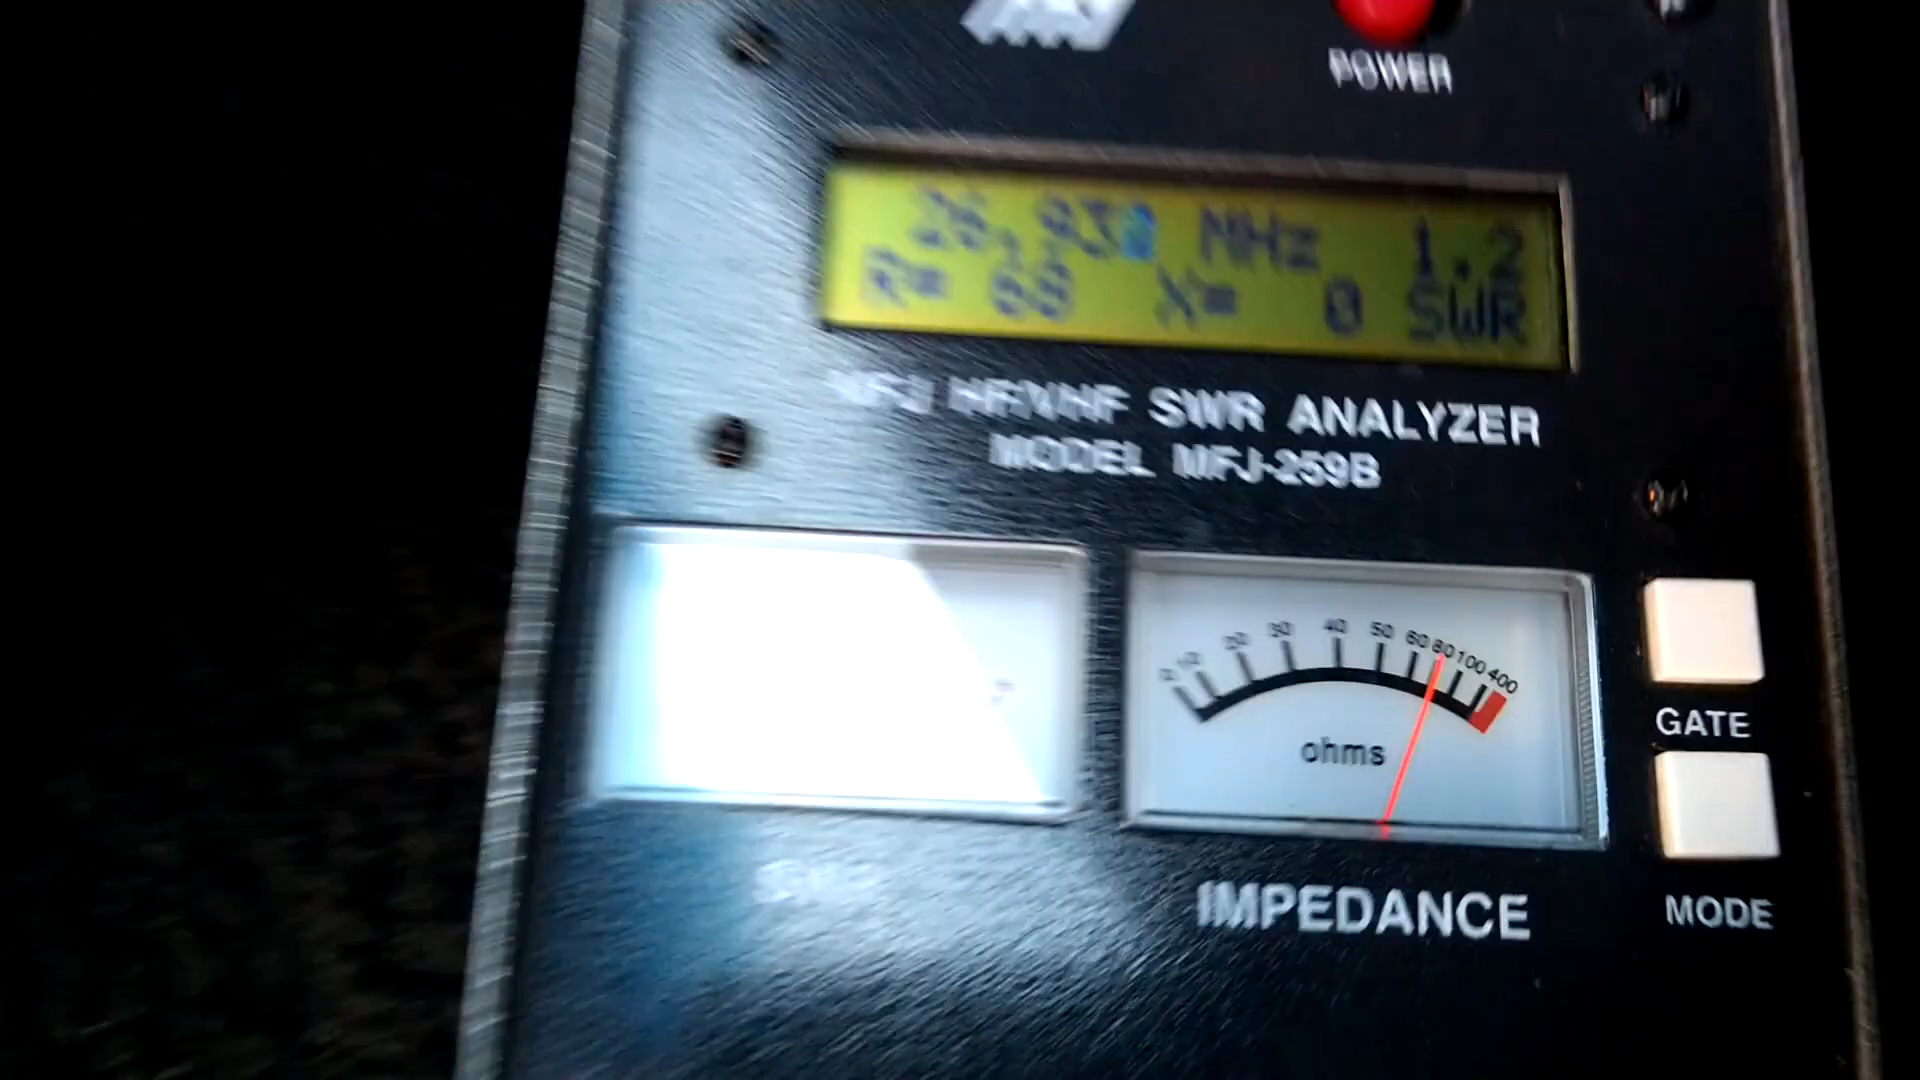 POWER
MHz 1.2
R= X= 0 SWR
MFJ HF/VHF SWR ANALYZER
MODEL MFJ-259B
0 10 20 30 40 50 60 80 100 400
ohms
GATE
IMPEDANCE
MODE